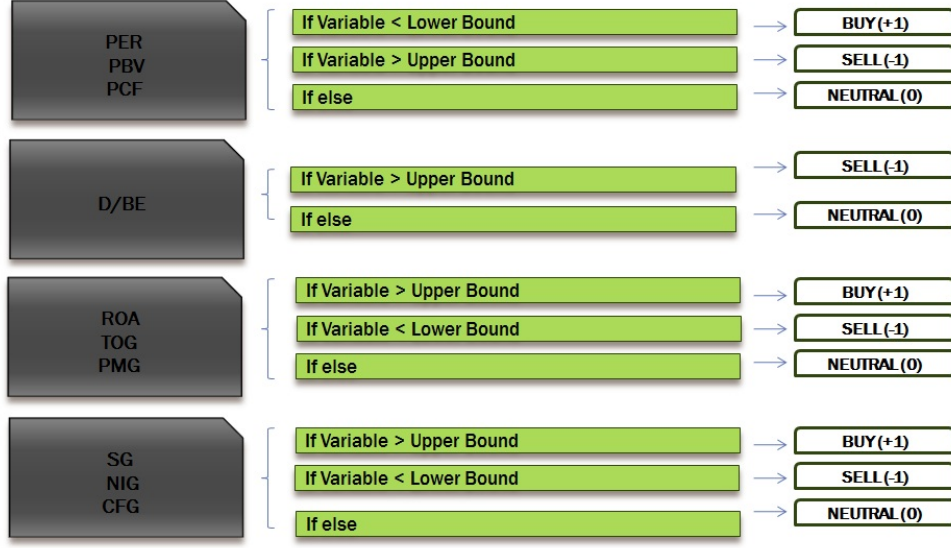 PER
PBV
PCF
If Variable < Lower Bound
BUY(+1)
If Variable > Upper Bound
SELL(-1)
If else
NEUTRAL(0)
D/BE
If Variable > Upper Bound
SELL(-1)
If else
NEUTRAL(0)
ROA
TOG
PMG
If Variable > Upper Bound
BUY(+1)
If Variable < Lower Bound
SELL(-1)
If else
NEUTRAL(0)
SG
NIG
CFG
If Variable > Upper Bound
BUY(+1)
If Variable < Lower Bound
SELL(-1)
If else
NEUTRAL(0)